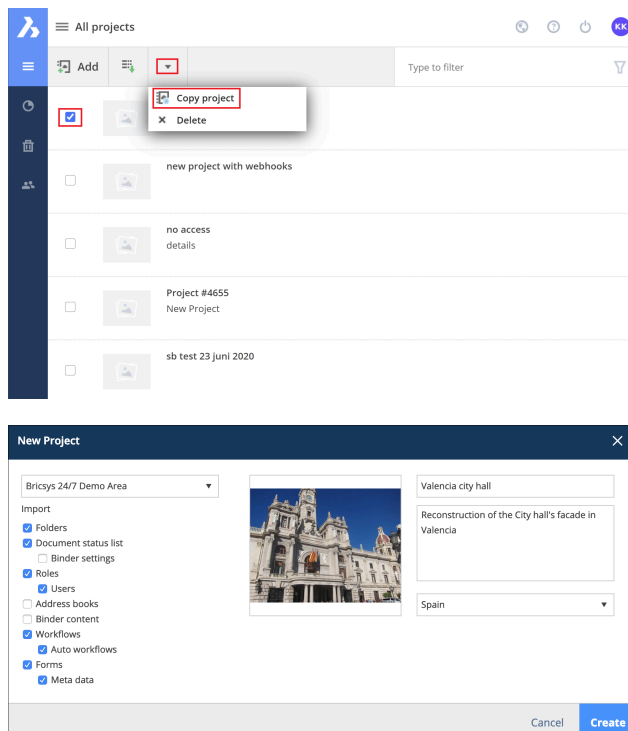 All projects
KK
Add
Type to filter
Copy project
Delete
new project with webhooks
no access
details
Project #4655
New Project
sb test 23 juni 2020
New Project
Bricsys 24/7 Demo Area
Valencia city hall
Import
Reconstruction of the City hall's facade in
Valencia
Folders
Document status list
Binder settings
Roles
Users
Address books
Spain
Binder content
Workflows
Auto workflows
Forms
Meta data
Cancel
Create